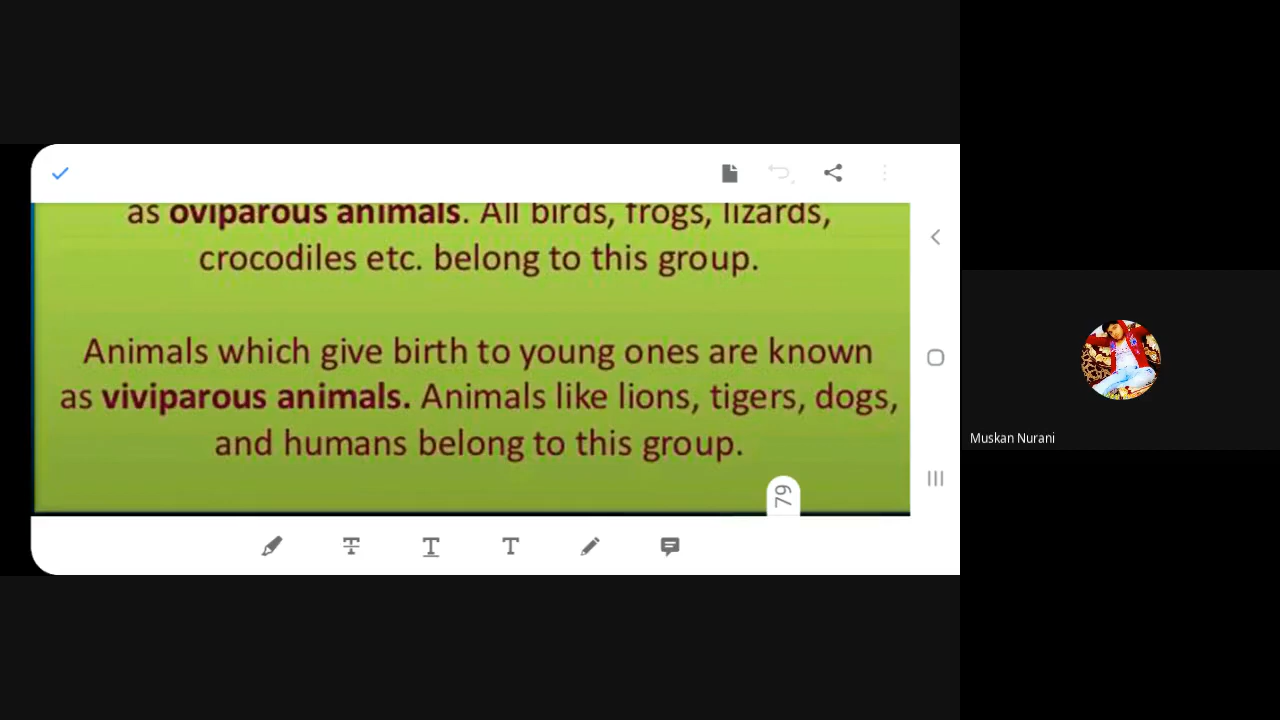 as oviparous animals. All birds, frogs, lizards,
crocodiles etc. belong to this group.
Animals which give birth to young ones are known
as viviparous animals. Animals like lions, tigers, dogs,
and humans belong to this group.
79
Muskan Nurani